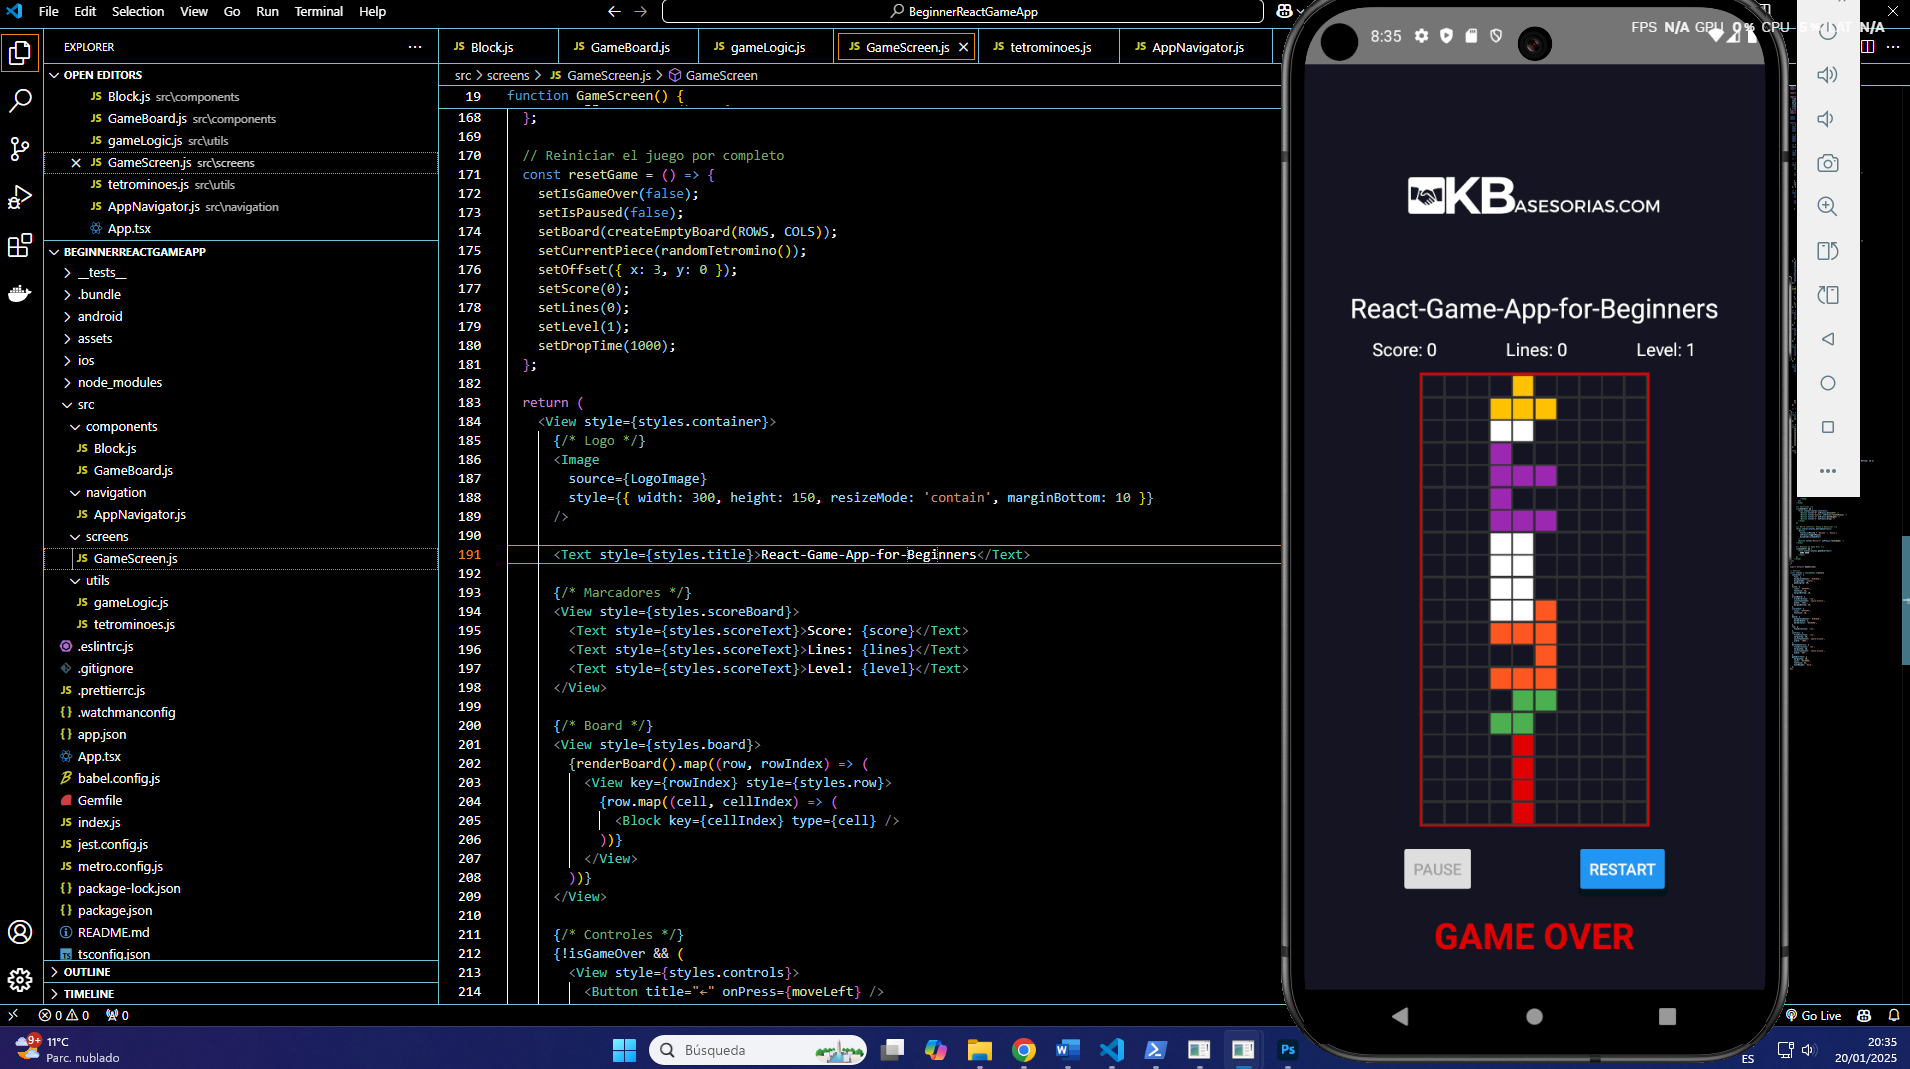 File Edit Selection View Go Run Terminal Help
BeginnerReactGameApp
EXPLORER
OPEN EDITORS
JS Block.js src\components
JS GameBoard.js src\components
JS gameLogic.js src\utils
JS GameScreen.js src\screens
JS tetrominoes.js src\utils
JS AppNavigator.js src\navigation
App.tsx
BEGINNERREACTGAMEAPP
__tests__
.bundle
android
assets
ios
node_modules
src
components
JS Block.js
JS GameBoard.js
navigation
JS AppNavigator.js
screens
JS GameScreen.js
utils
JS gameLogic.js
JS tetrominoes.js
.eslintrc.js
.gitignore
JS .prettierrc.js
{} .watchmanconfig
{} app.json
App.tsx
babel.config.js
Gemfile
JS index.js
JS jest.config.js
JS metro.config.js
{} package-lock.json
{} package.json
README.md
TS tsconfig.json
OUTLINE
TIMELINE
JS Block.js JS GameBoard.js JS gameLogic.js JS GameScreen.js JS tetrominoes.js JS AppNavigator.js
src > screens > JS GameScreen.js > GameScreen
19 function GameScreen() {
168 };
169
170 // Reiniciar el juego por completo
171 const resetGame = () => {
172 setIsGameOver(false);
173 setIsPaused(false);
174 setBoard(createEmptyBoard(ROWS, COLS));
175 setCurrentPiece(randomTetromino());
176 setOffset({ x: 3, y: 0 });
177 setScore(0);
178 setLines(0);
179 setLevel(1);
180 setDropTime(1000);
181 };
182
183 return (
184 <View style={styles.container}>
185 {/* Logo */}
186 <Image
187 source={LogoImage}
188 style={{ width: 300, height: 150, resizeMode: 'contain', marginBottom: 10 }}
189 />
190
191 <Text style={styles.title}>React-Game-App-for-Beginners</Text>
192
193 {/* Marcadores */}
194 <View style={styles.scoreBoard}>
195 <Text style={styles.scoreText}>Score: {score}</Text>
196 <Text style={styles.scoreText}>Lines: {lines}</Text>
197 <Text style={styles.scoreText}>Level: {level}</Text>
198 </View>
199
200 {/* Board */}
201 <View style={styles.board}>
202 {renderBoard().map((row, rowIndex) => (
203 <View key={rowIndex} style={styles.row}>
204 {row.map((cell, cellIndex) => (
205 <Block key={cellIndex} type={cell} />
206 ))}
207 </View>
208 ))}
209 </View>
210
211 {/* Controles */}
212 {!isGameOver && (
213 <View style={styles.controls}>
214 <Button title="←" onPress={moveLeft} />
8:35
FPS N/A GPU 0 % CPU 5 % LAT N/A
KBASESORIAS.COM
React-Game-App-for-Beginners
Score: 0 Lines: 0 Level: 1
PAUSE RESTART
GAME OVER
0 0 0
Go Live
9+ 11°C
Parc. nublado
Búsqueda
Ps
ES
20:35
20/01/2025